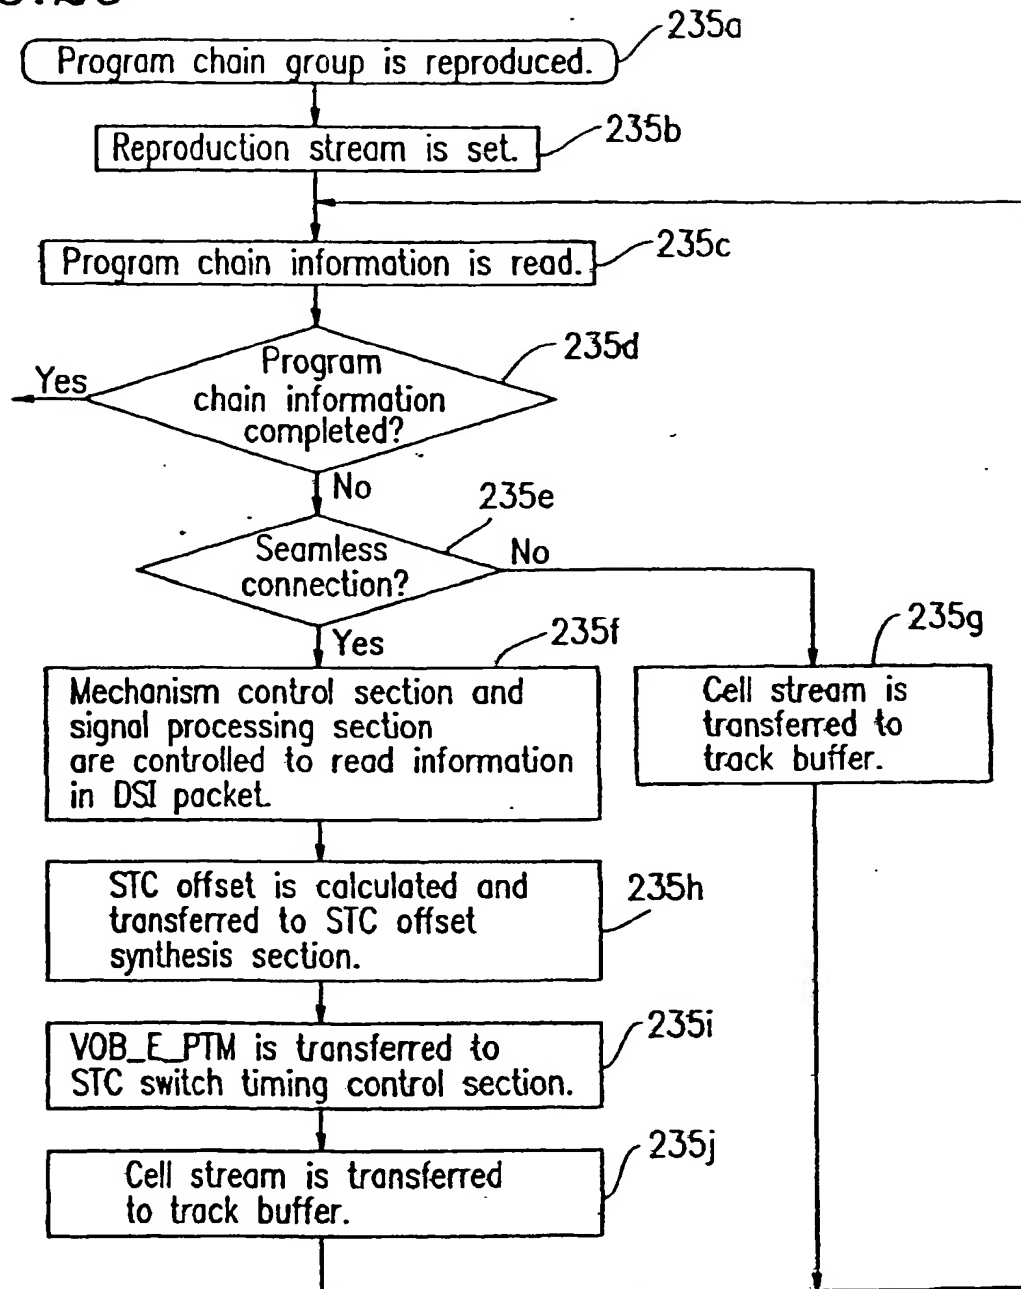 235a
Program chain group is reproduced.
235b
Reproduction stream is set.
235c
Program chain information is read.
235d
Program
chain information
completed?
Yes
No
235e
Seamless
connection?
No
Yes
235f
Mechanism control section and
signal processing section
are controlled to read information
in DSI packet.
235g
Cell stream is
transferred to
track buffer.
235h
STC offset is calculated and
transferred to STC offset
synthesis section.
235i
VOB_E_PTM is transferred to
STC switch timing control section.
235j
Cell stream is transferred
to track buffer.